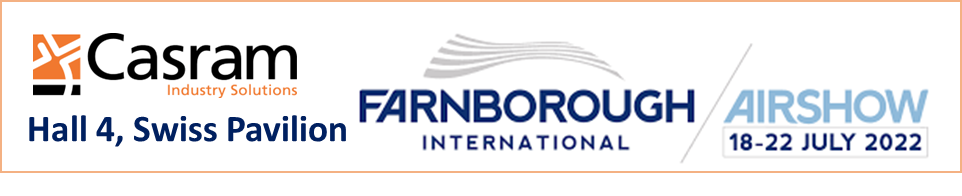 Casram
Industry Solutions
Hall 4, Swiss Pavilion
FARNBOROUGH
INTERNATIONAL
AIRSHOW
18-22 JULY 2022